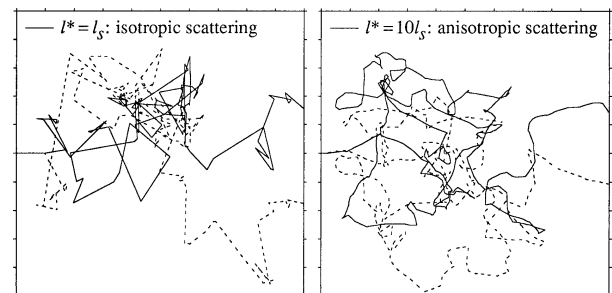 l* = l_s: isotropic scattering
l* = 10l_s: anisotropic scattering